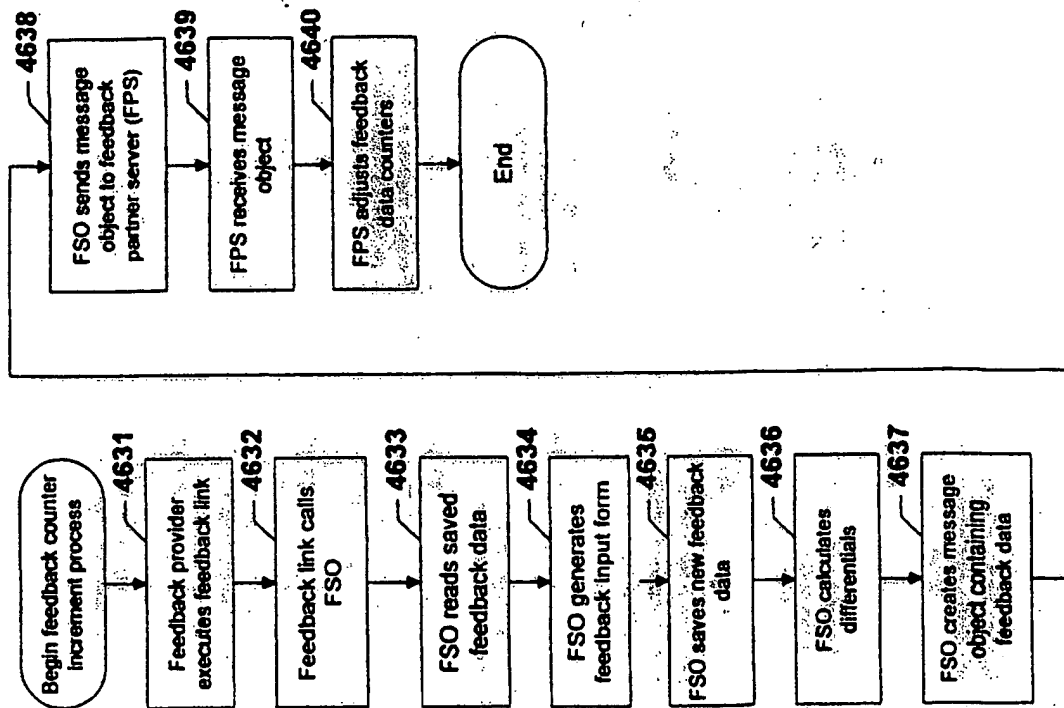 Begin feedback counter
increment process
4631
Feedback provider
executes feedback link
4632
Feedback link calls
FSO
4633
FSO reads saved
feedback data
4634
FSO generates
feedback input form
4635
FSO saves new feedback
data
4636
FSO calculates
differentials
4637
FSO creates message
object containing
feedback data
4638
FSO sends message
object to feedback
partner server (FPS)
4639
FPS receives message
object
4640
FPS adjusts feedback
data counters
End